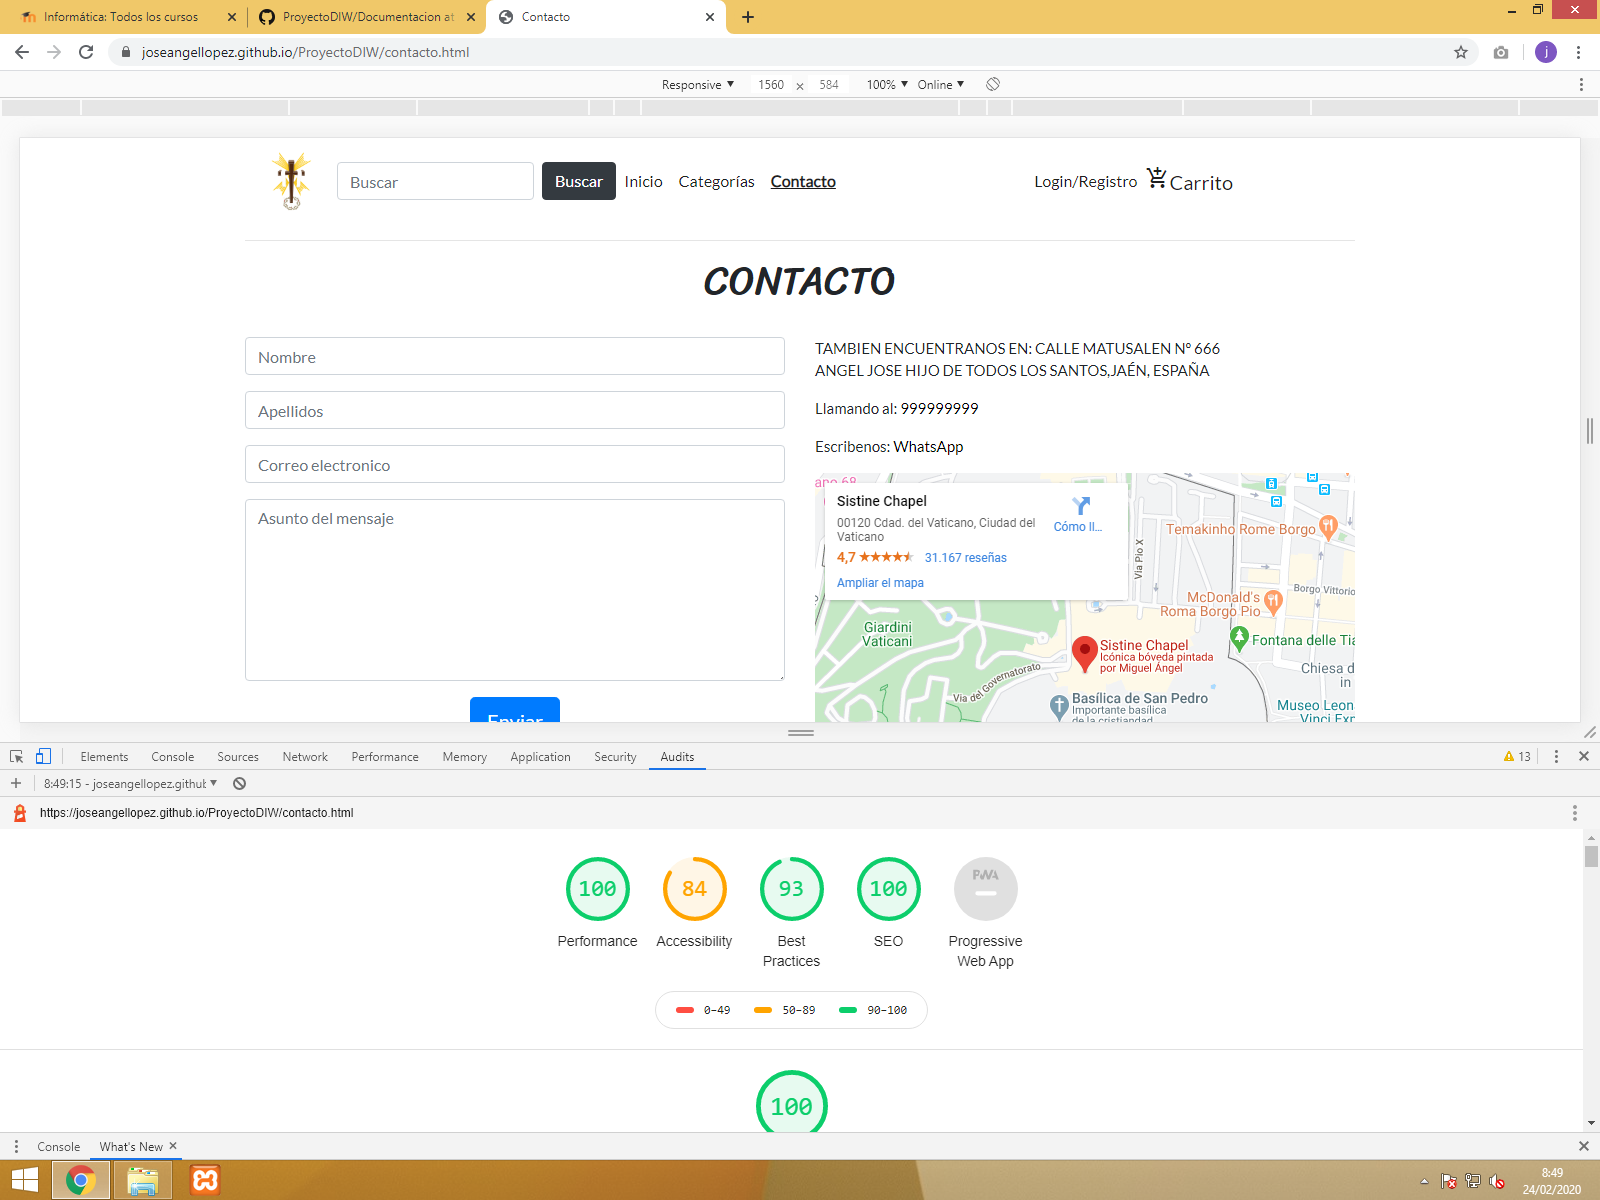 Informática: Todos los cursos
ProyectoDIW/Documentacion at
Contacto
joseangellopez.github.io/ProyectoDIW/contacto.html
j
Responsive ▼ 1560 x 584 100% ▼ Online ▼
Buscar
Buscar
Inicio
Categorías
Contacto
Login/Registro
Carrito
CONTACTO
Nombre
Apellidos
Correo electronico
Asunto del mensaje
Enviar
TAMBIEN ENCUENTRANOS EN: CALLE MATUSALEN Nº 666
ANGEL JOSE HIJO DE TODOS LOS SANTOS,JAÉN, ESPAÑA
Llamando al: 999999999
Escribenos: WhatsApp
ano 68
Sistine Chapel
00120 Cdad. del Vaticano, Ciudad del
Vaticano
4,7 ★★★★★ 31.167 reseñas
Ampliar el mapa
Cómo ll...
Via Pio X
Temakinho Rome Borgo
Borgo Vittorio
McDonald's
Roma Borgo Pio
Giardini
Vaticani
Fontana delle Tia
Sistine Chapel
Icónica bóveda pintada
por Miguel Ángel
Chiesa d
in
Via del Governatorato
Basílica de San Pedro
Importante basílica
de la cristiandad
Museo Leon
Vinci Exp
Elements Console Sources Network Performance Memory Application Security Audits
13
8:49:15 - joseangellopez.github ▼
https://joseangellopez.github.io/ProyectoDIW/contacto.html
100
Performance
84
Accessibility
93
Best
Practices
100
SEO
PWA
Progressive
Web App
0–49 50–89 90–100
100
Console What's New
8:49
24/02/2020